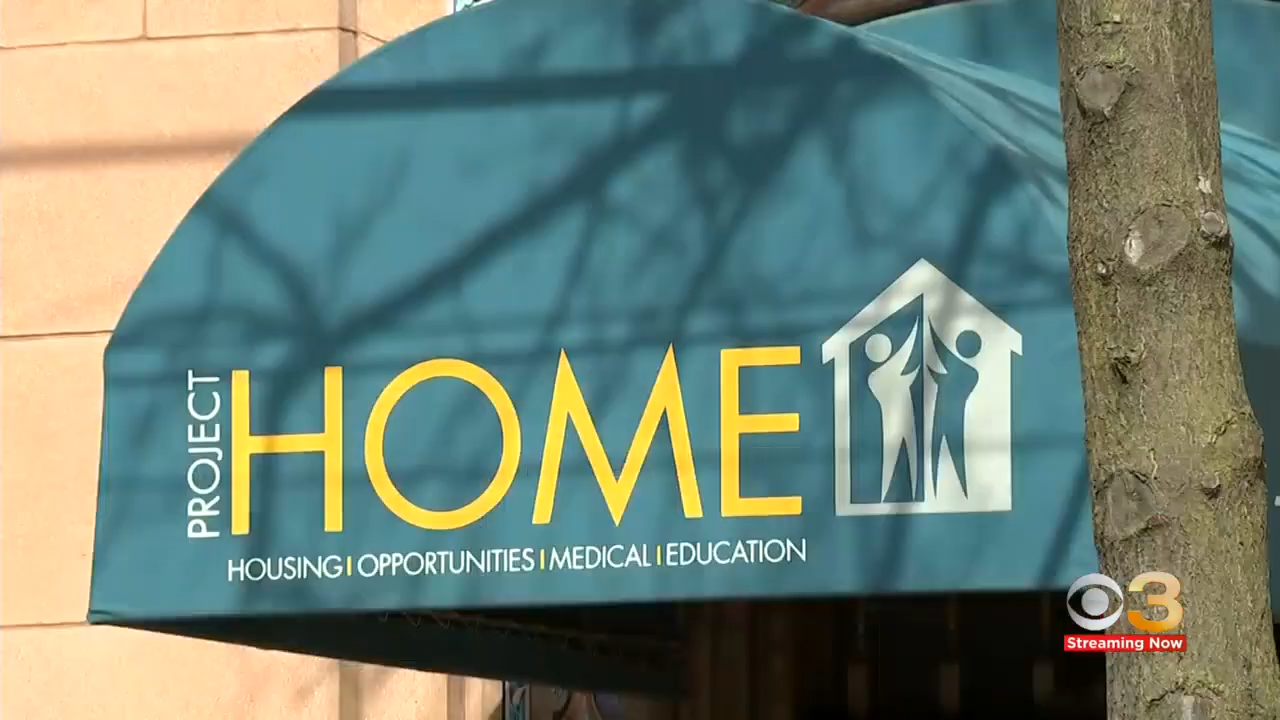 PROJECT
HOME
HOUSING | OPPORTUNITIES | MEDICAL | EDUCATION
3
Streaming Now